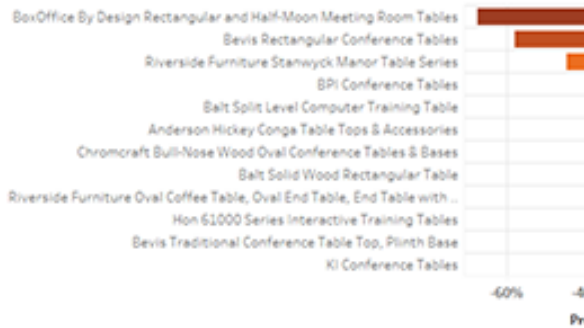 BoxOffice By Design Rectangular and Half-Moon Meeting Room Tables
Bevis Rectangular Conference Tables
Riverside Furniture Stanwyck Manor Table Series
BPI Conference Tables
Balt Split Level Computer Training Table
Anderson Hickey Conga Table Tops & Accessories
Chromcraft Bull-Nose Wood Oval Conference Tables & Bases
Balt Solid Wood Rectangular Table
Riverside Furniture Oval Coffee Table, Oval End Table, End Table with ..
Hon 61000 Series Interactive Training Tables
Bevis Traditional Conference Table Top, Plinth Base
KI Conference Tables
-60%